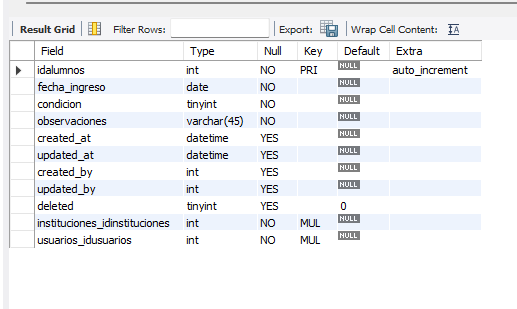 Result Grid Filter Rows: Export: Wrap Cell Content: IA
Field Type Null Key Default Extra
idalumnos int NO PRI NULL auto_increment
fecha_ingreso date NO NULL
condicion tinyint NO NULL
observaciones varchar(45) NO NULL
created_at datetime YES NULL
updated_at datetime YES NULL
created_by int YES NULL
updated_by int YES NULL
deleted tinyint YES 0
instituciones_idinstituciones int NO MUL NULL
usuarios_idusuarios int NO MUL NULL